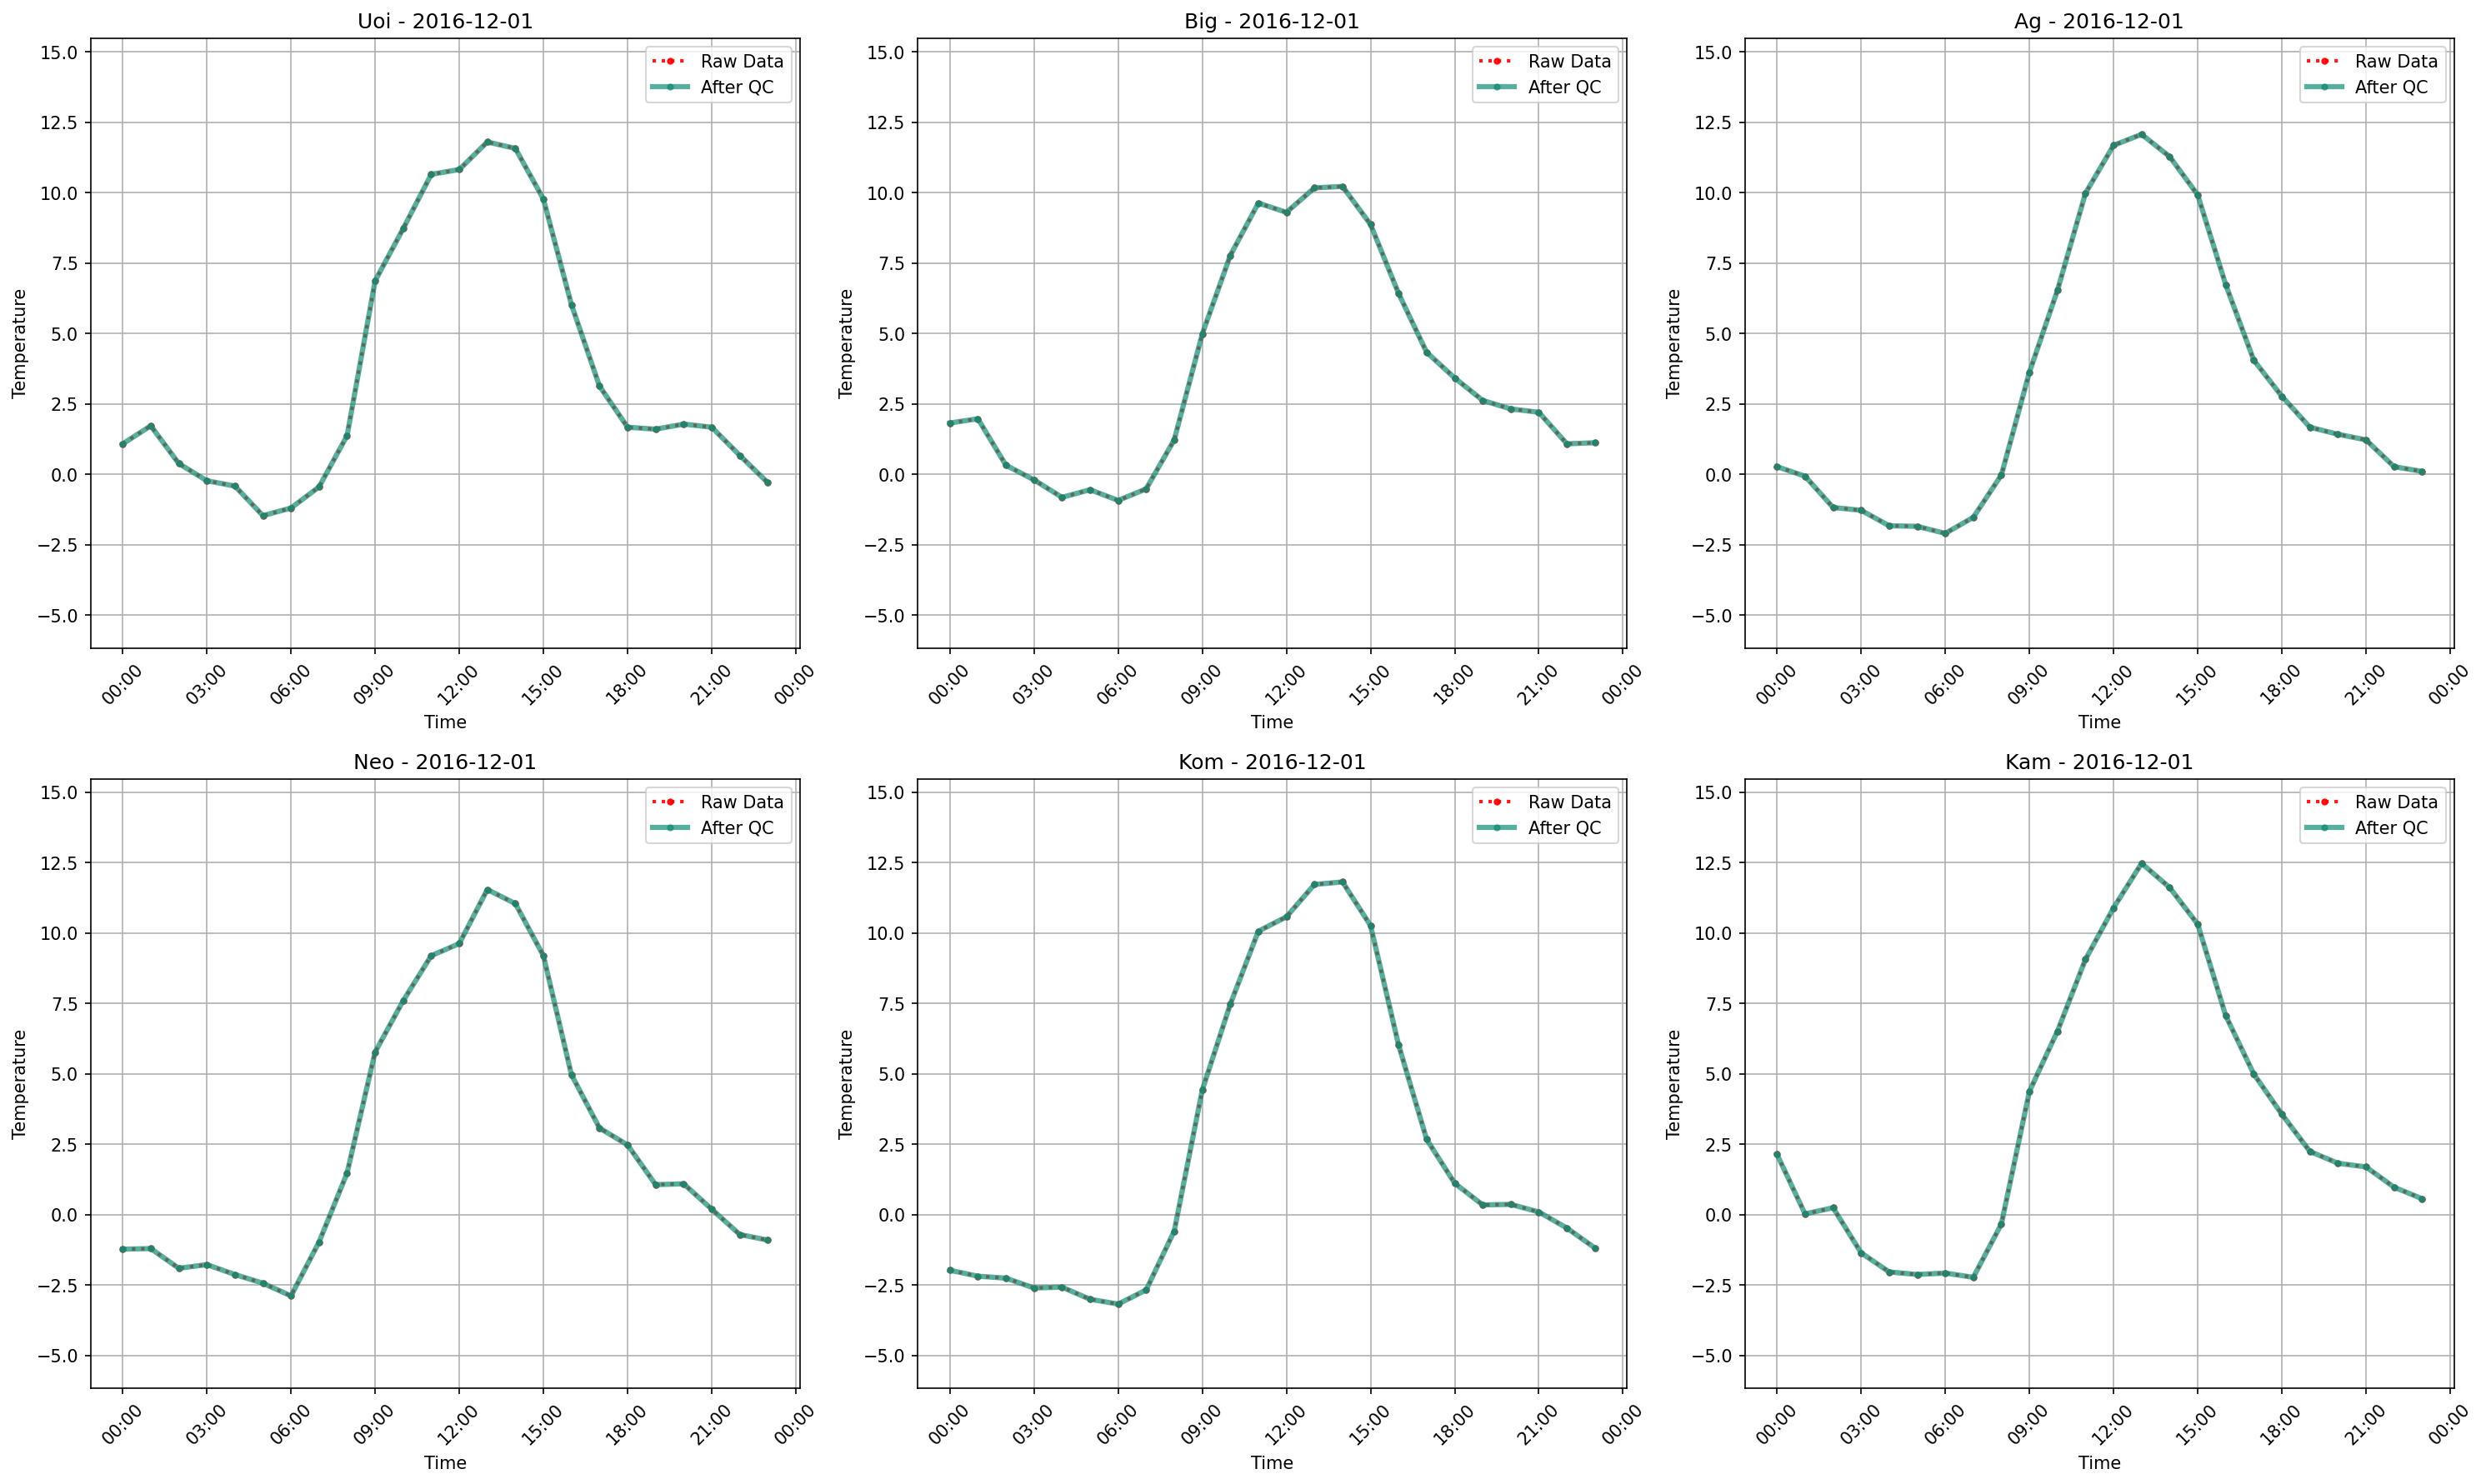 Uoi - 2016-12-01
15.0
12.5
10.0
7.5
5.0
2.5
0.0
−2.5
−5.0
Temperature
Raw Data
After QC
00:00 03:00 06:00 09:00 12:00 15:00 18:00 21:00 00:00
Time
Big - 2016-12-01
15.0
12.5
10.0
7.5
5.0
2.5
0.0
−2.5
−5.0
Temperature
Raw Data
After QC
00:00 03:00 06:00 09:00 12:00 15:00 18:00 21:00 00:00
Time
Ag - 2016-12-01
15.0
12.5
10.0
7.5
5.0
2.5
0.0
−2.5
−5.0
Temperature
Raw Data
After QC
00:00 03:00 06:00 09:00 12:00 15:00 18:00 21:00 00:00
Time
Neo - 2016-12-01
15.0
12.5
10.0
7.5
5.0
2.5
0.0
−2.5
−5.0
Temperature
Raw Data
After QC
00:00 03:00 06:00 09:00 12:00 15:00 18:00 21:00 00:00
Time
Kom - 2016-12-01
15.0
12.5
10.0
7.5
5.0
2.5
0.0
−2.5
−5.0
Temperature
Raw Data
After QC
00:00 03:00 06:00 09:00 12:00 15:00 18:00 21:00 00:00
Time
Kam - 2016-12-01
15.0
12.5
10.0
7.5
5.0
2.5
0.0
−2.5
−5.0
Temperature
Raw Data
After QC
00:00 03:00 06:00 09:00 12:00 15:00 18:00 21:00 00:00
Time